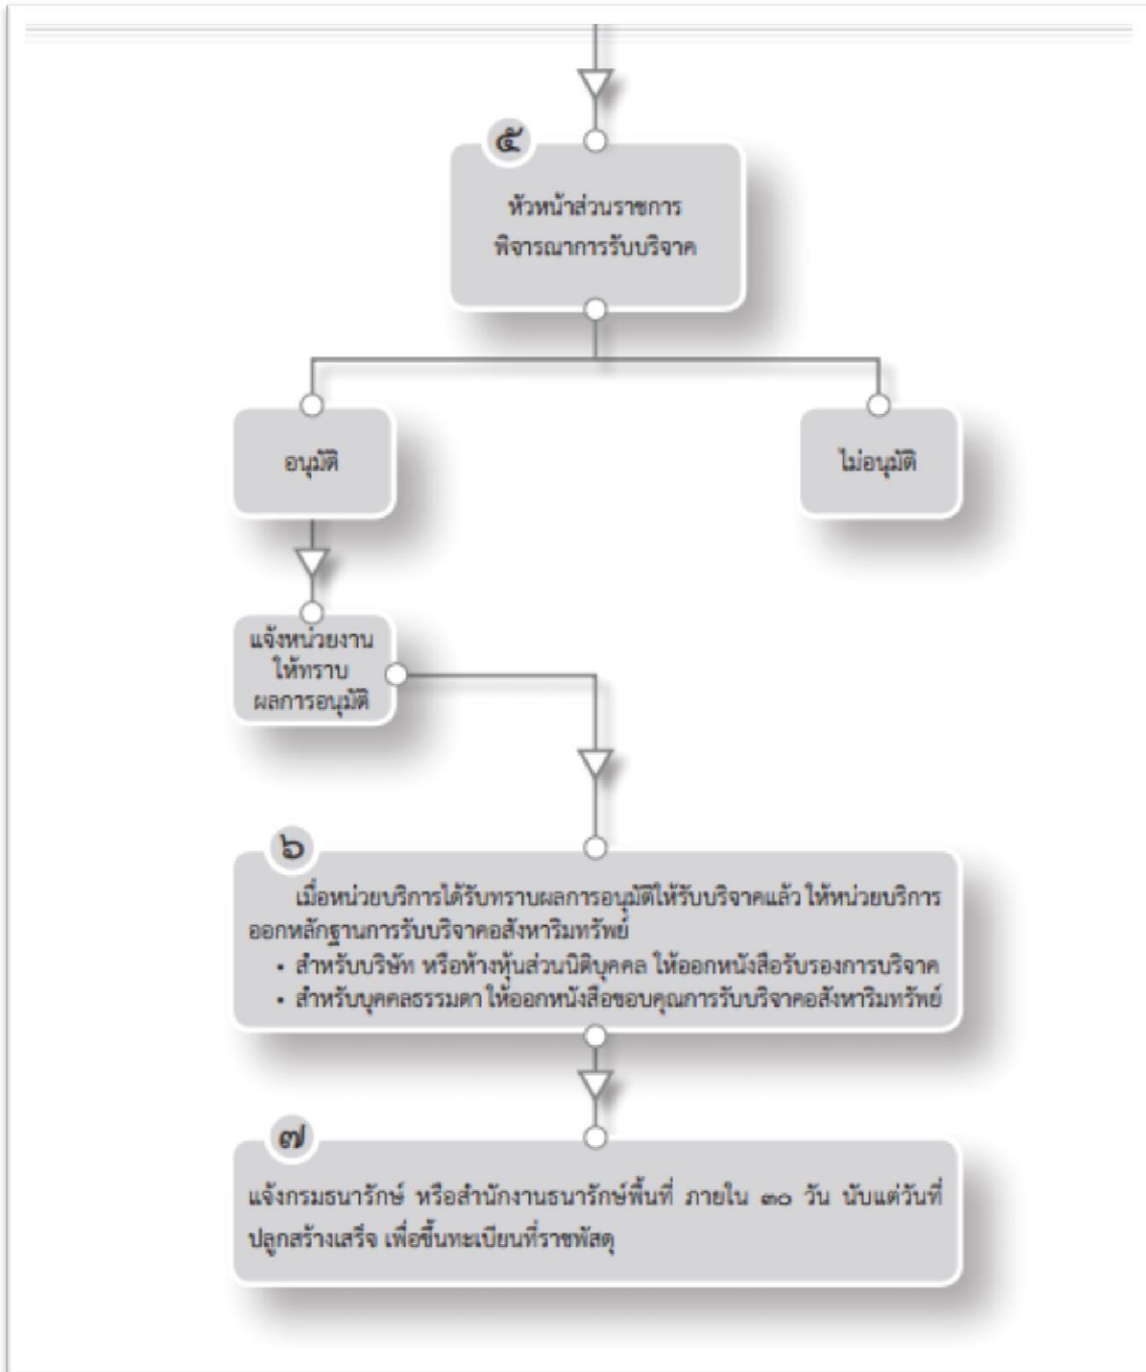 ๕
หัวหน้าส่วนราชการ
พิจารณาการรับบริจาค
อนุมัติ
ไม่อนุมัติ
แจ้งหน่วยงาน
ให้ทราบ
ผลการอนุมัติ
๖
เมื่อหน่วยบริการได้รับทราบผลการอนุมัติให้รับบริจาคแล้ว ให้หน่วยบริการ
ออกหลักฐานการรับบริจาคอสังหาริมทรัพย์
• สำหรับบริษัท หรือห้างหุ้นส่วนนิติบุคคล ให้ออกหนังสือรับรองการบริจาค
• สำหรับบุคคลธรรมดา ให้ออกหนังสือขอบคุณการรับบริจาคอสังหาริมทรัพย์
๗
แจ้งกรมธนารักษ์ หรือสำนักงานธนารักษ์พื้นที่ ภายใน ๓๐ วัน นับแต่วันที่
ปลูกสร้างเสร็จ เพื่อขึ้นทะเบียนที่ราชพัสดุ